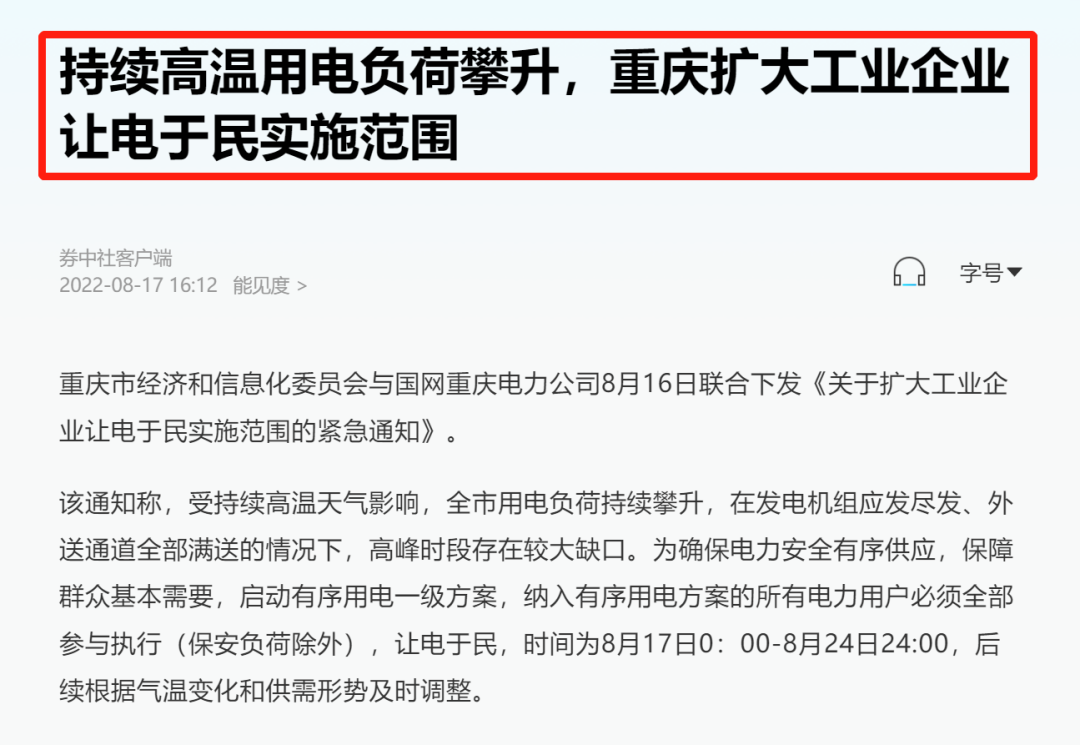 持续高温用电负荷攀升，重庆扩大工业企业
让电于民实施范围
券中社客户端
2022-08-17 16:12 能见度 >
字号
重庆市经济和信息化委员会与国网重庆电力公司8月16日联合下发《关于扩大工业企
业让电于民实施范围的紧急通知》。
该通知称，受持续高温天气影响，全市用电负荷持续攀升，在发电机组应发尽发、外
送通道全部满送的情况下，高峰时段存在较大缺口。为确保电力安全有序供应，保障
群众基本需要，启动有序用电一级方案，纳入有序用电方案的所有电力用户必须全部
参与执行（保安负荷除外），让电于民，时间为8月17日0：00-8月24日24:00，后
续根据气温变化和供需形势及时调整。